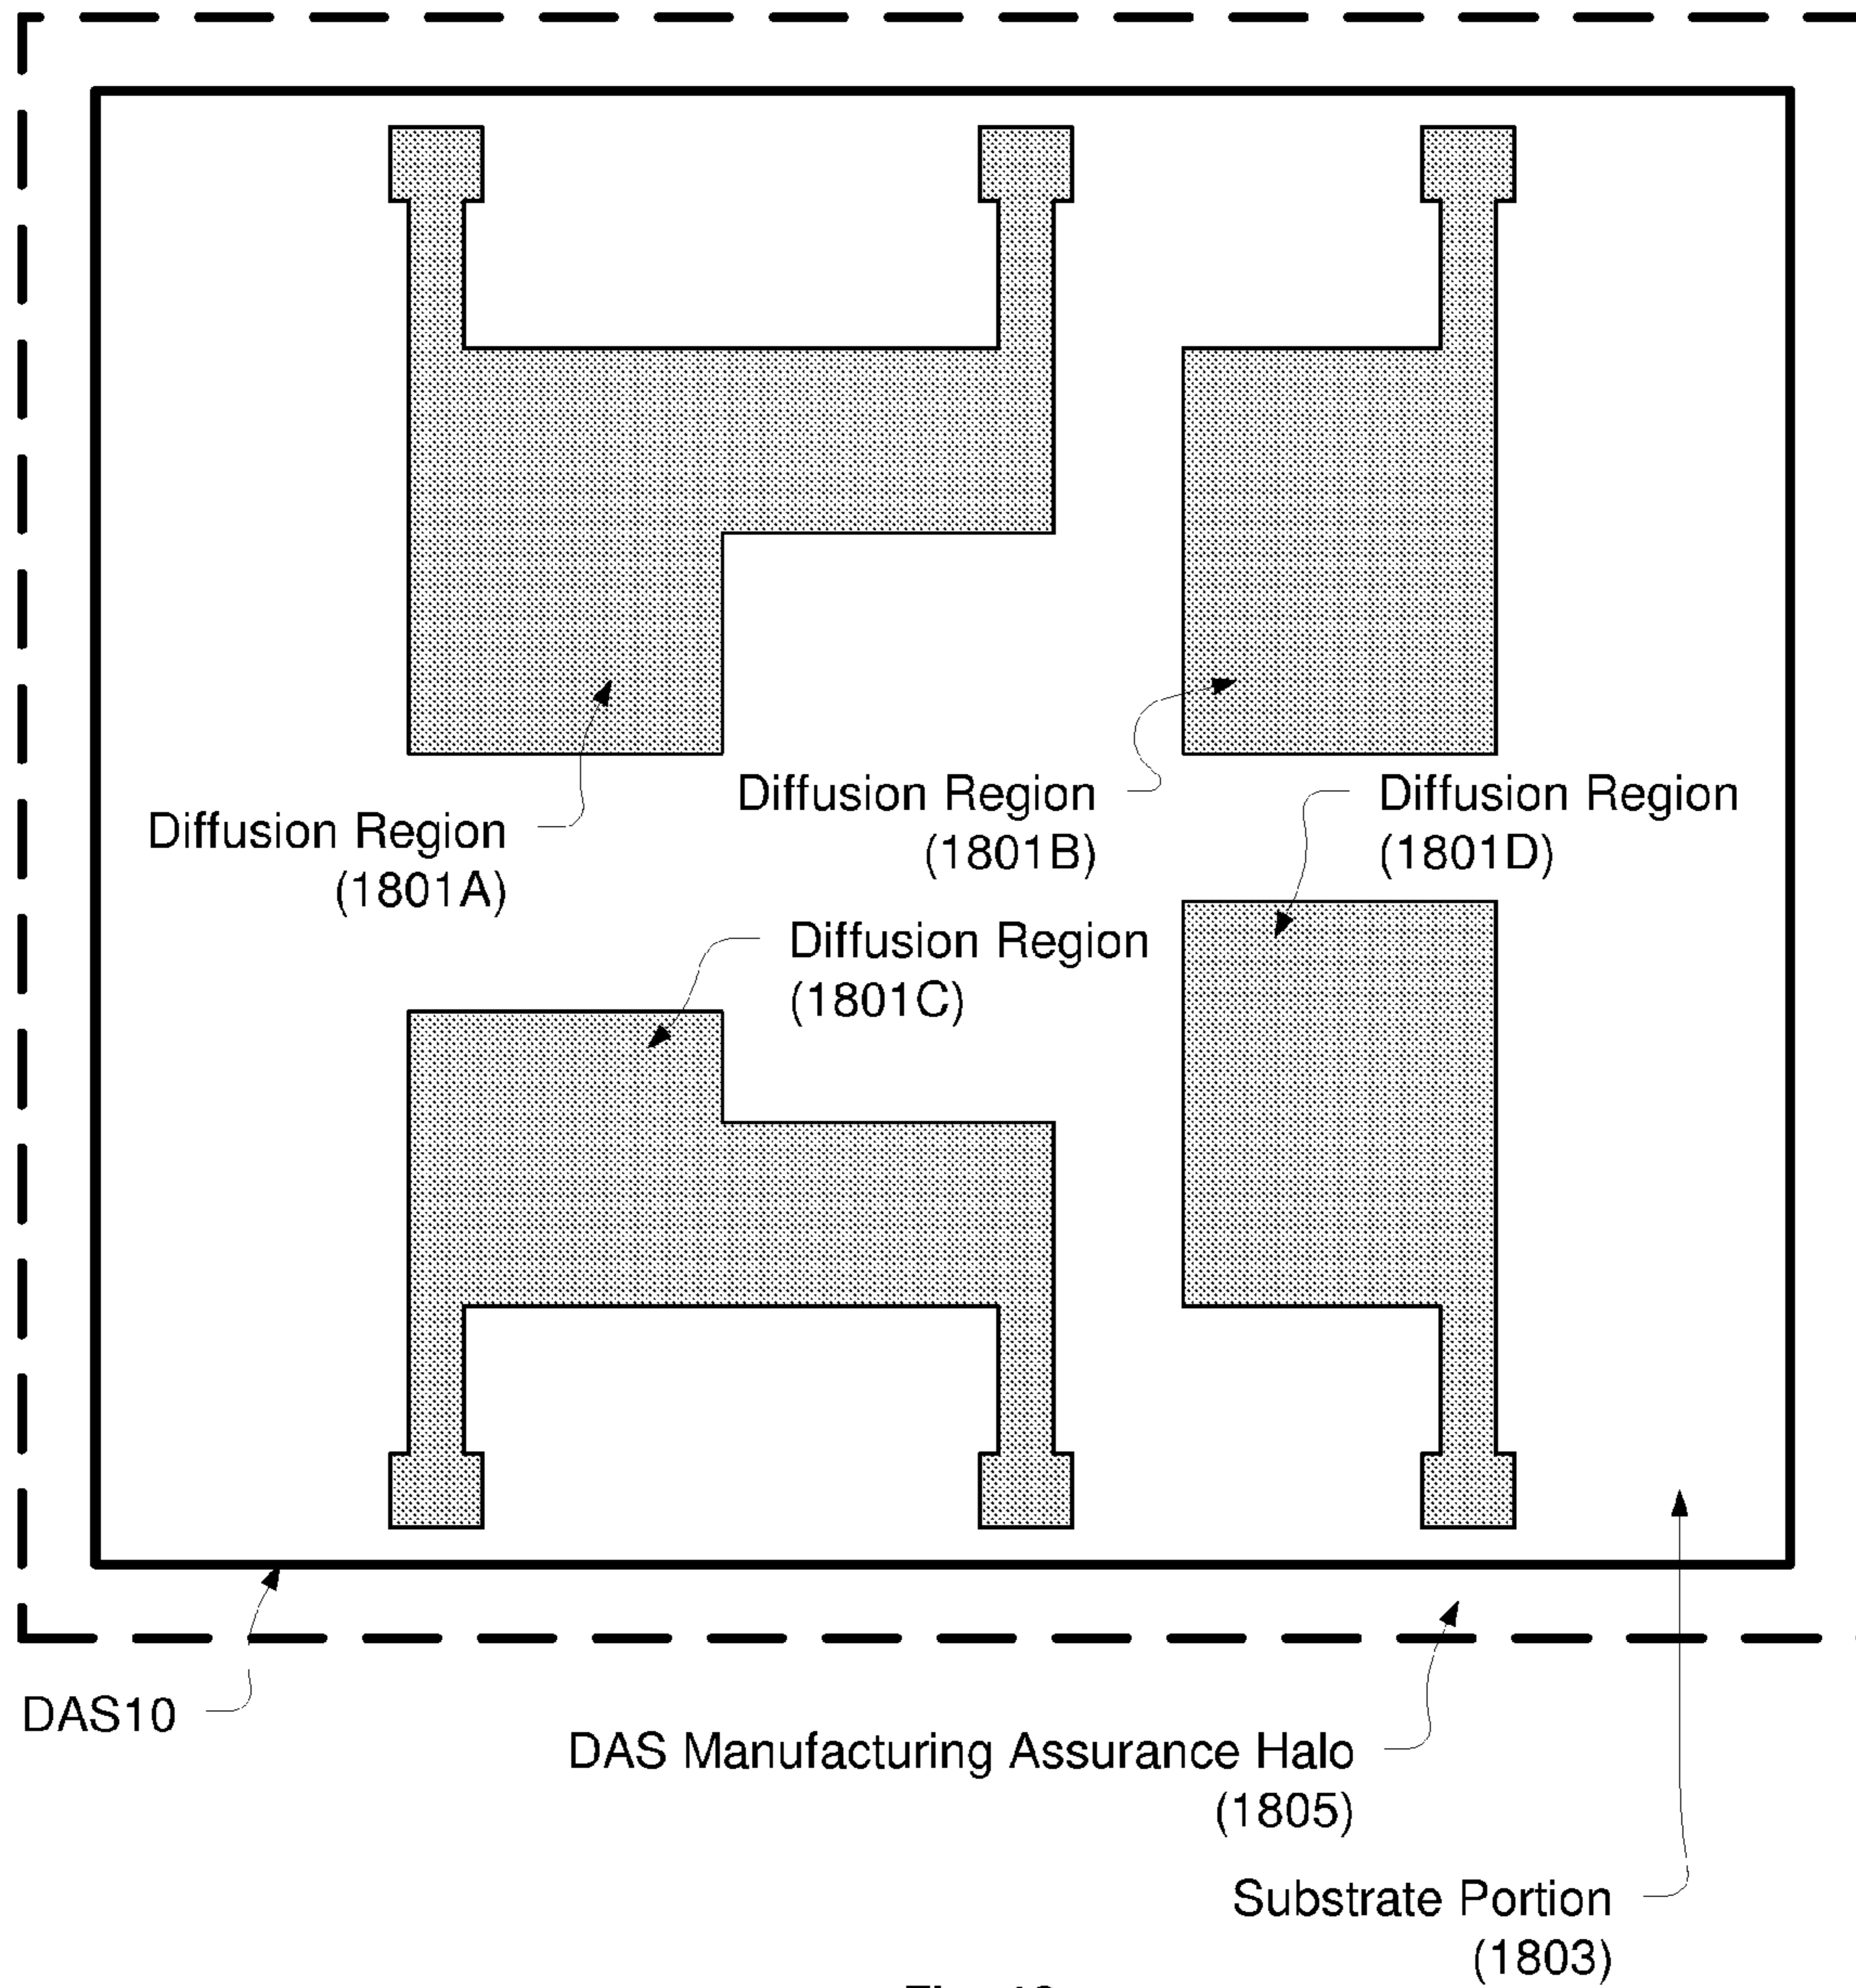 Diffusion Region
(1801A)
Diffusion Region
(1801B)
Diffusion Region
(1801D)
Diffusion Region
(1801C)
DAS10
DAS Manufacturing Assurance Halo
(1805)
Substrate Portion
(1803)